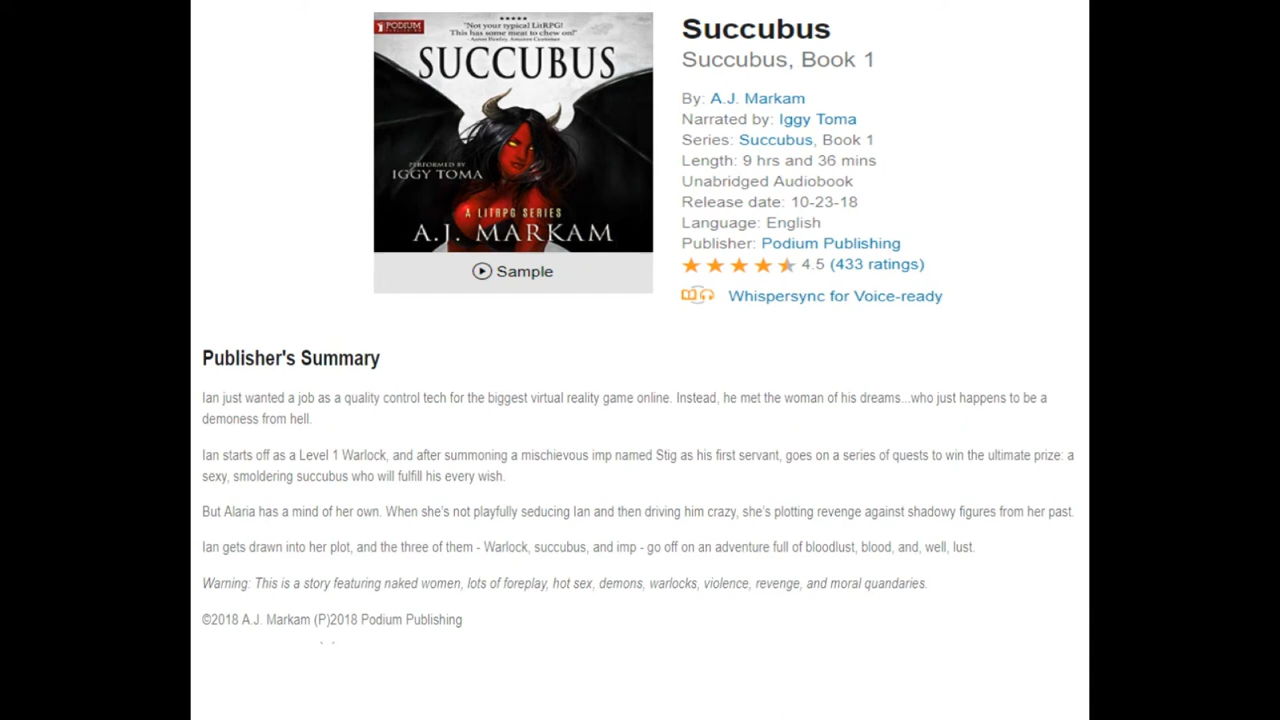 PODIUM
"Not your typical LitRPG!
This has some meat to chew on!"
SUCCUBUS
PERFORMED BY
IGGY TOMA
A LITRPG SERIES
A.J. MARKAM
Sample
Succubus
Succubus, Book 1
By: A.J. Markam
Narrated by: Iggy Toma
Series: Succubus, Book 1
Length: 9 hrs and 36 mins
Unabridged Audiobook
Release date: 10-23-18
Language: English
Publisher: Podium Publishing
4.5 (433 ratings)
Whispersync for Voice-ready
Publisher's Summary
Ian just wanted a job as a quality control tech for the biggest virtual reality game online. Instead, he met the woman of his dreams...who just happens to be a
demoness from hell.
Ian starts off as a Level 1 Warlock, and after summoning a mischievous imp named Stig as his first servant, goes on a series of quests to win the ultimate prize: a
sexy, smoldering succubus who will fulfill his every wish.
But Alaria has a mind of her own. When she's not playfully seducing Ian and then driving him crazy, she's plotting revenge against shadowy figures from her past.
Ian gets drawn into her plot, and the three of them - Warlock, succubus, and imp - go off on an adventure full of bloodlust, blood, and, well, lust.
Warning: This is a story featuring naked women, lots of foreplay, hot sex, demons, warlocks, violence, revenge, and moral quandaries.
©2018 A.J. Markam (P)2018 Podium Publishing